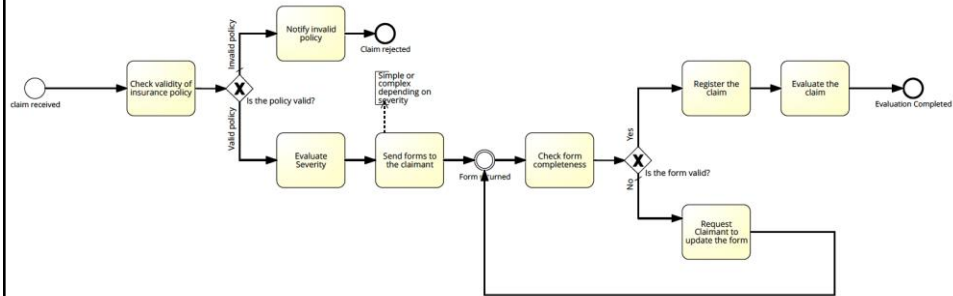 claim received
Check validity of
insurance policy
Invalid policy
Is the policy valid?
Valid policy
Notify invalid
policy
Claim rejected
Simple or
complex
depending on
severity
Evaluate
Severity
Send forms to
the claimant
Form returned
Check form
completeness
Yes
Is the form valid?
No
Register the
claim
Evaluate the
claim
Evaluation Completed
Request
Claimant to
update the form